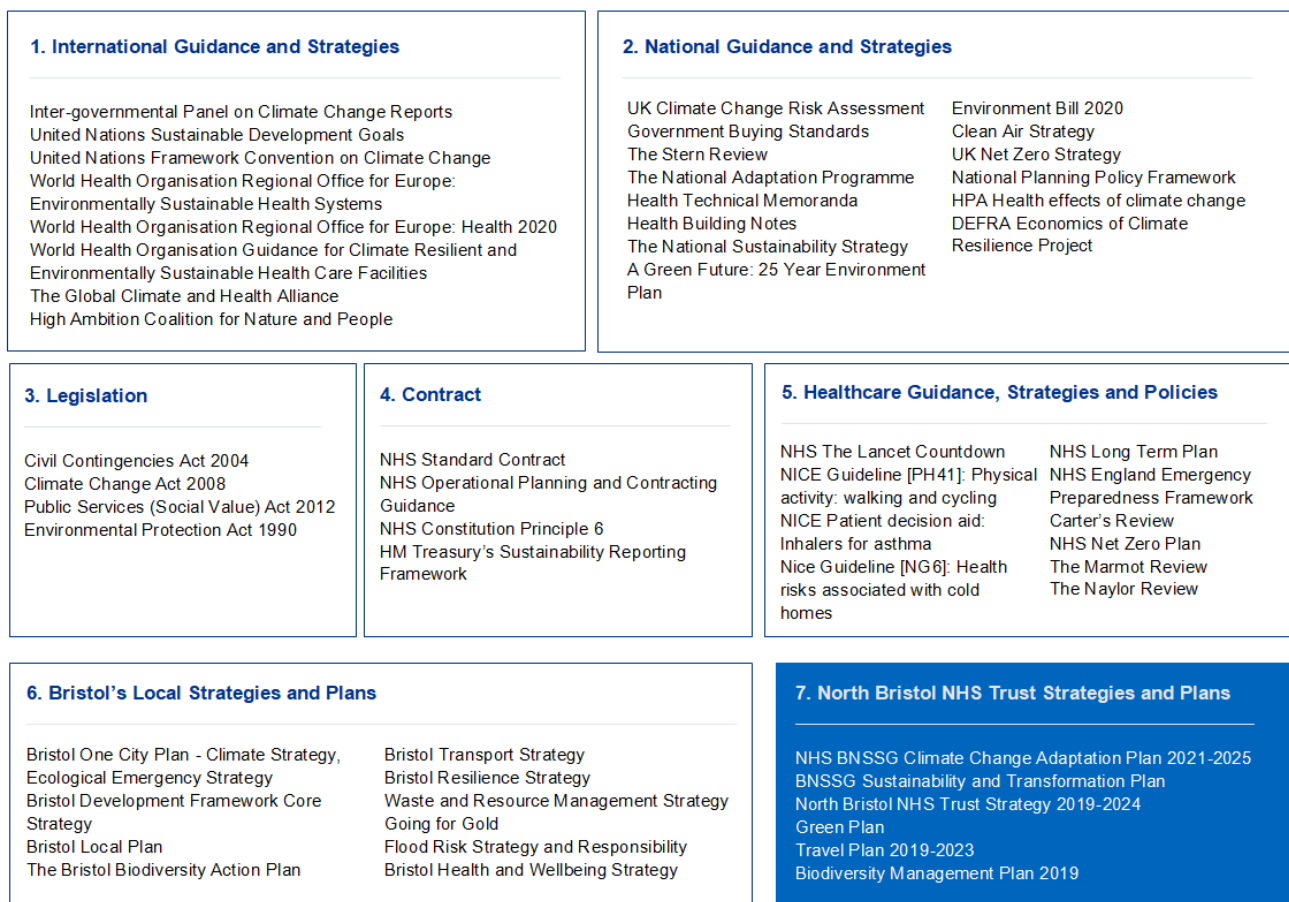 1. International Guidance and Strategies
Inter-governmental Panel on Climate Change Reports
United Nations Sustainable Development Goals
United Nations Framework Convention on Climate Change
World Health Organisation Regional Office for Europe:
Environmentally Sustainable Health Systems
World Health Organisation Regional Office for Europe: Health 2020
World Health Organisation Guidance for Climate Resilient and
Environmentally Sustainable Health Care Facilities
The Global Climate and Health Alliance
High Ambition Coalition for Nature and People
2. National Guidance and Strategies
UK Climate Change Risk Assessment
Government Buying Standards
The Stern Review
The National Adaptation Programme
Health Technical Memoranda
Health Building Notes
The National Sustainability Strategy
A Green Future: 25 Year Environment
Plan
Environment Bill 2020
Clean Air Strategy
UK Net Zero Strategy
National Planning Policy Framework
HPA Health effects of climate change
DEFRA Economics of Climate
Resilience Project
3. Legislation
Civil Contingencies Act 2004
Climate Change Act 2008
Public Services (Social Value) Act 2012
Environmental Protection Act 1990
4. Contract
NHS Standard Contract
NHS Operational Planning and Contracting
Guidance
NHS Constitution Principle 6
HM Treasury's Sustainability Reporting
Framework
5. Healthcare Guidance, Strategies and Policies
NHS The Lancet Countdown
NICE Guideline [PH41]: Physical
activity: walking and cycling
NICE Patient decision aid:
Inhalers for asthma
Nice Guideline [NG6]: Health
risks associated with cold
homes
NHS Long Term Plan
NHS England Emergency
Preparedness Framework
Carter's Review
NHS Net Zero Plan
The Marmot Review
The Naylor Review
6. Bristol's Local Strategies and Plans
Bristol One City Plan - Climate Strategy,
Ecological Emergency Strategy
Bristol Development Framework Core
Strategy
Bristol Local Plan
The Bristol Biodiversity Action Plan
Bristol Transport Strategy
Bristol Resilience Strategy
Waste and Resource Management Strategy
Going for Gold
Flood Risk Strategy and Responsibility
Bristol Health and Wellbeing Strategy
7. North Bristol NHS Trust Strategies and Plans
NHS BNSSG Climate Change Adaptation Plan 2021-2025
BNSSG Sustainability and Transformation Plan
North Bristol NHS Trust Strategy 2019-2024
Green Plan
Travel Plan 2019-2023
Biodiversity Management Plan 2019